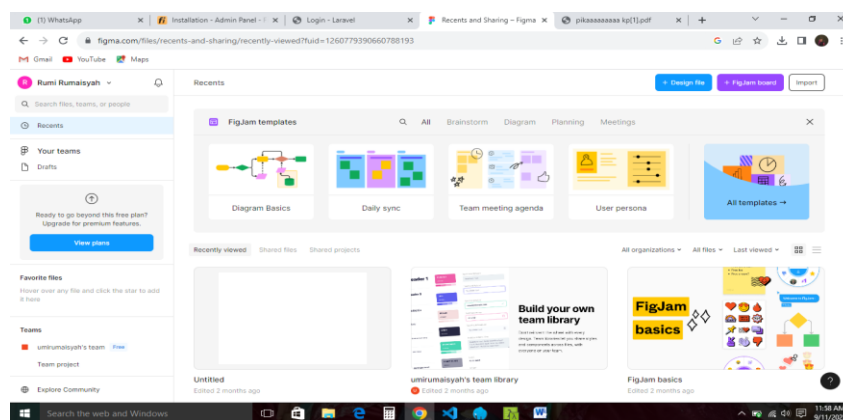 (1) WhatsApp
Installation - Admin Panel -
Login - Laravel
Recents and Sharing – Figma
pikaaaaaaaa kp[1].pdf
figma.com/files/recents-and-sharing/recently-viewed?fuid=1260779390660788193
Gmail YouTube Maps
Rumi Rumaisyah
Search files, teams, or people
Recents
Your teams
Drafts
Ready to go beyond this free plan?
Upgrade for premium features.
View plans
Favorite files
Hover over any file and click the star to add
it here
Teams
umirumaisyah's team Free
Team project
Explore Community
Recents
+ Design file
+ FigJam board
Import
FigJam templates
All Brainstorm Diagram Planning Meetings
Diagram Basics
Daily sync
Team meeting agenda
User persona
All templates →
Recently viewed Shared files Shared projects
All organizations All files Last viewed
Build your own
team library
FigJam
basics
Untitled
Edited 2 months ago
umirumaisyah's team library
Edited 2 months ago
FigJam basics
Edited 2 months ago
?
Search the web and Windows
11:58 AM